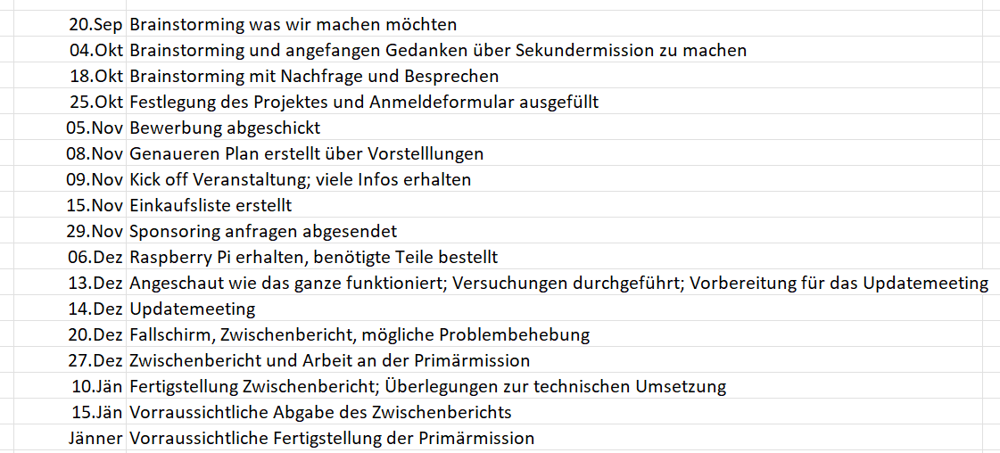 20.Sep Brainstorming was wir machen möchten
04.Okt Brainstorming und angefangen Gedanken über Sekundermission zu machen
18.Okt Brainstorming mit Nachfrage und Besprechen
25.Okt Festlegung des Projektes und Anmeldeformular ausgefüllt
05.Nov Bewerbung abgeschickt
08.Nov Genaueren Plan erstellt über Vorstelllungen
09.Nov Kick off Veranstaltung; viele Infos erhalten
15.Nov Einkaufsliste erstellt
29.Nov Sponsoring anfragen abgesendet
06.Dez Raspberry Pi erhalten, benötigte Teile bestellt
13.Dez Angeschaut wie das ganze funktioniert; Versuchungen durchgeführt; Vorbereitung für das Updatemeeting
14.Dez Updatemeeting
20.Dez Fallschirm, Zwischenbericht, mögliche Problembehebung
27.Dez Zwischenbericht und Arbeit an der Primärmission
10.Jän Fertigstellung Zwischenbericht; Überlegungen zur technischen Umsetzung
15.Jän Vorraussichtliche Abgabe des Zwischenberichts
Jänner Vorraussichtliche Fertigstellung der Primärmission